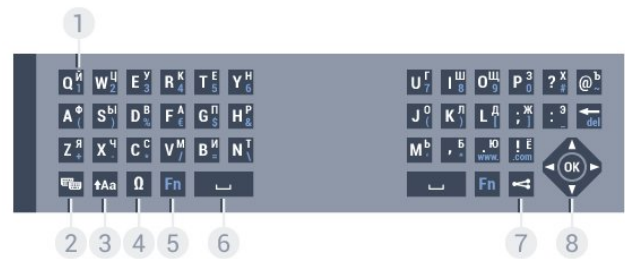 1
Q Й 1 W Ц 2 E У 3 R К 4 T Е 5 Y Н 6 U Г 7 I Ш 8 O Щ 9 P З 0 ? Х # @ Ъ
A Ф ( S Ы ) D В % F А € G П $ H Р & J О ( K Л ) L Д [ ; Ж ] : Э _ del
Z Я + X Ч - C С * V М / B И = N Т \ M Ь ' , Б . Ю www. ! Ё .com
Aa Ω Fn Fn OK
2 3 4 5 6 7 8